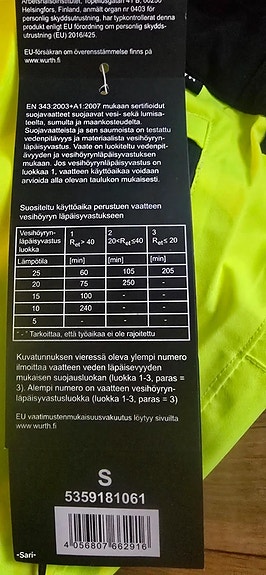 Arbetshälsoinstitutet, Topeliusgatan 41 B, 00250
Helsingfors, Finland, anmält organ nr 0403 för personlig
skyddsutrustning, har typkontrollerat denna produkt
enligt EU förordning om personlig skydds-
utrustning (EU) 2016/425.
EU-försäkran om överensstämmelse finns på
www.wurth.fi
EN 343:2003+A1:2007 mukaan sertifioidut
suojavaatteet suojaavat vesi- sekä lumisa-
teelta, sumulta ja maankosteudelta.
Suojavaatteista ja sen saumoista on testattu
vedenpitävyys ja materiaalista vesihöyrynlä-
päisyvastus. Vaate on luokiteltu vedenpit-
ävyyden ja vesihöyrynläpäisyvastuksen
mukaan. Jos vesihöyrynläpäisyvastus on
luokkaa 1, vaatteen käyttöaikaa voidaan
arvioida alla olevan taulukon mukaisesti.
Suositeltu käyttöaika perustuen vaatteen
vesihöyryn läpäisyvastukseen
Vesihöyryn- 1 2 3
läpäisyvastus Ret> 40 20<Ret≤40 Ret≤ 20
luokka
Lämpötila [min] [min] [min]
25 60 105 205
20 75 250 -
15 100 - -
10 240 - -
5 - - -
"-" Tarkoittaa, että työaikaa ei ole rajoitettu
Kuvatunnuksen vieressä oleva ylempi numero
ilmoittaa vaatteen veden läpäisevyyden
mukaisen suojausluokan (luokka 1-3, paras =
3). Alempi numero on vaatteen vesihöyryn-
läpäisyvastusluokka (luokka 1-3, paras = 3)
EU vaatimustenmukaisuusvakuutus löytyy sivuilta
www.wurth.fi
S
5359181061
4 056807 662916
-Sari-